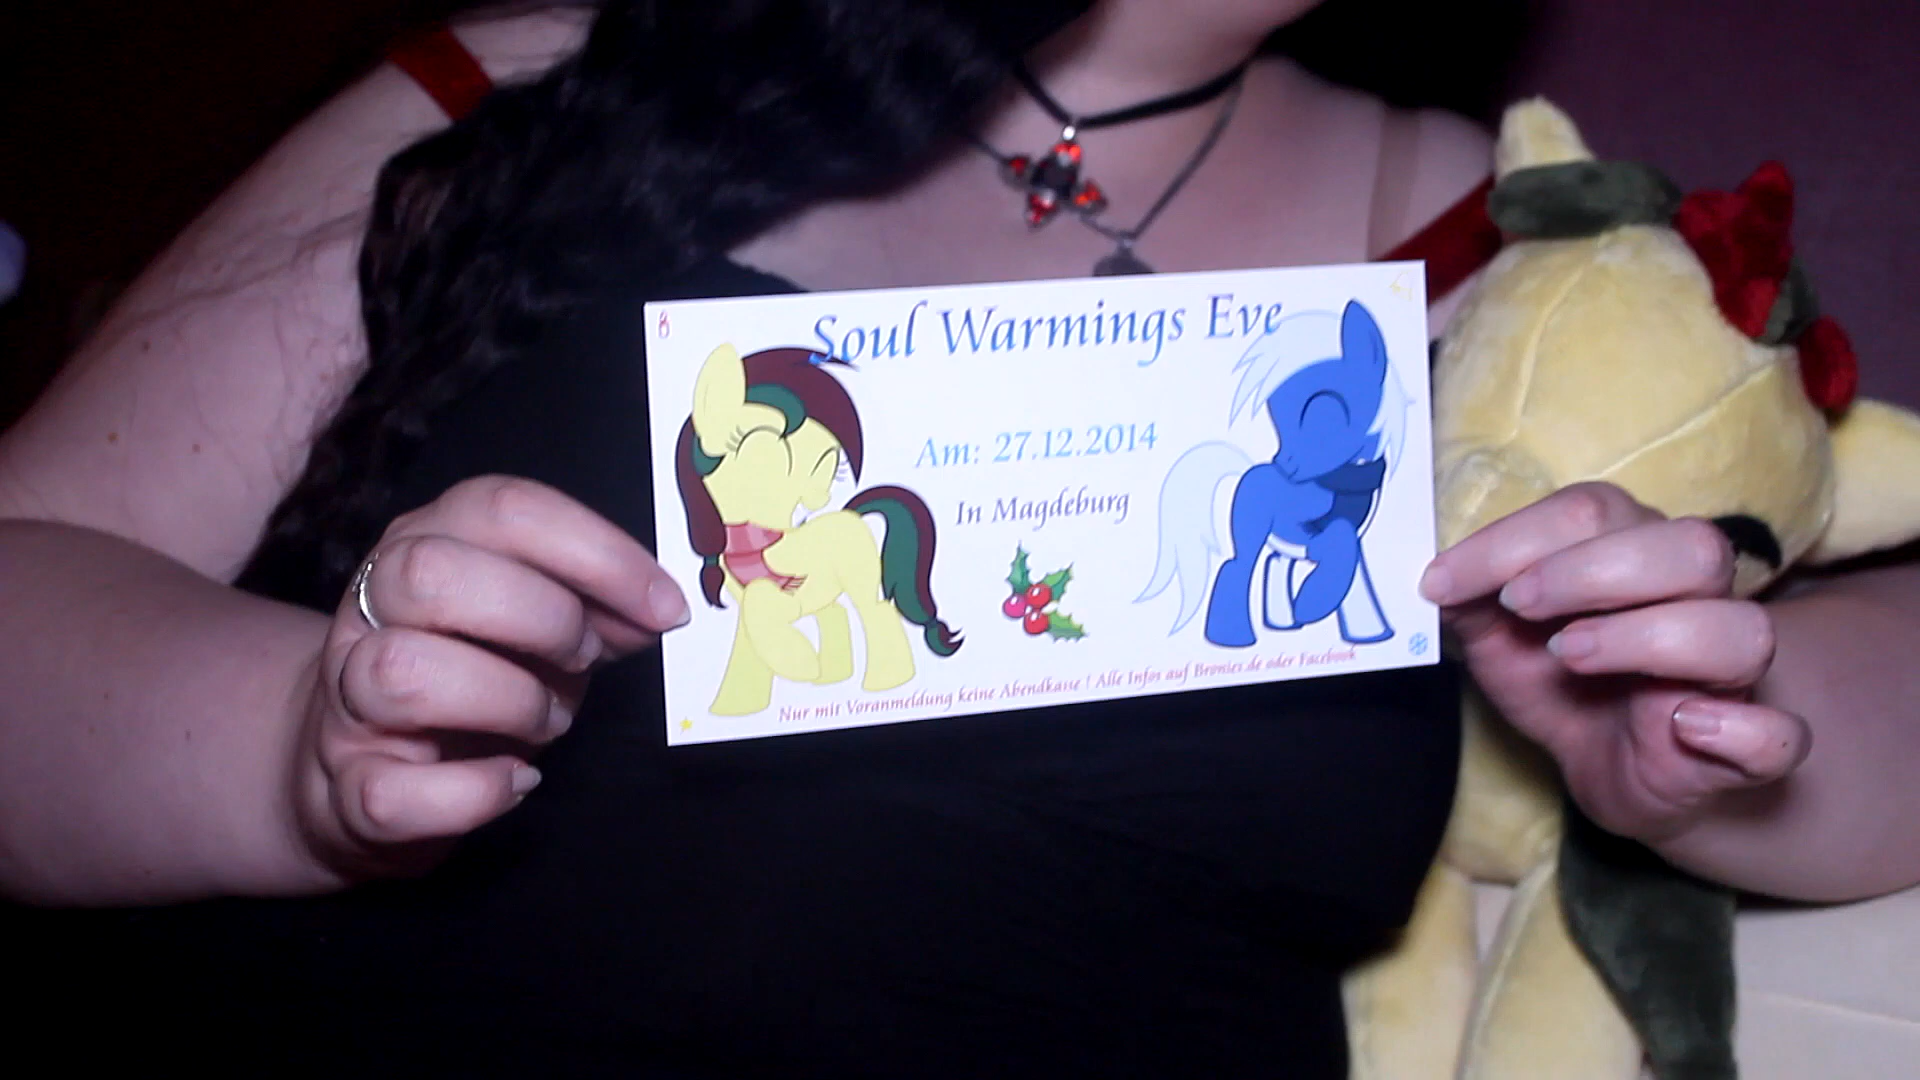 Soul Warmings Eve
Am: 27.12.2014
In Magdeburg
Nur mit Voranmeldung keine Abendkasse ! Alle Infos auf Bronies.de oder Facebook